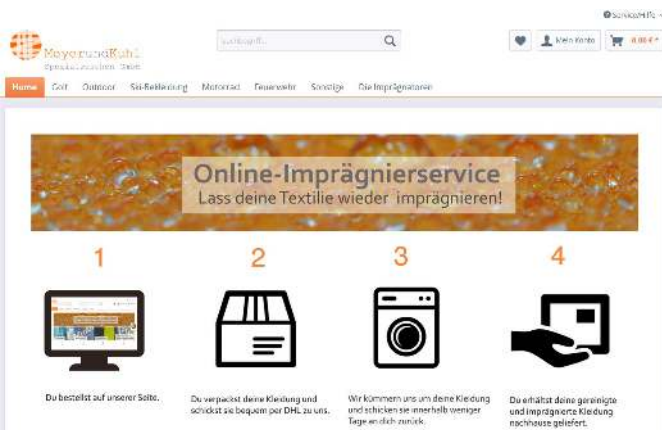 Service/Hilfe
MeyerundKuhl
Spezialwäschen GmbH
Suchbegriff...
Mein Konto
0,00 € *
Home Golf Outdoor Ski-Bekleidung Motorrad Feuerwehr Sonstige Die Imprägnatoren
Online-Imprägnierservice
Lass deine Textilie wieder imprägnieren!
1 2 3 4
Du bestellst auf unserer Seite.
Du verpackst deine Kleidung und
schickst sie bequem per DHL zu uns.
Wir kümmern uns um deine Kleidung
und schicken sie innerhalb weniger
Tage an dich zurück.
Du erhältst deine gereinigte
und imprägnierte Kleidung
nachhause geliefert.